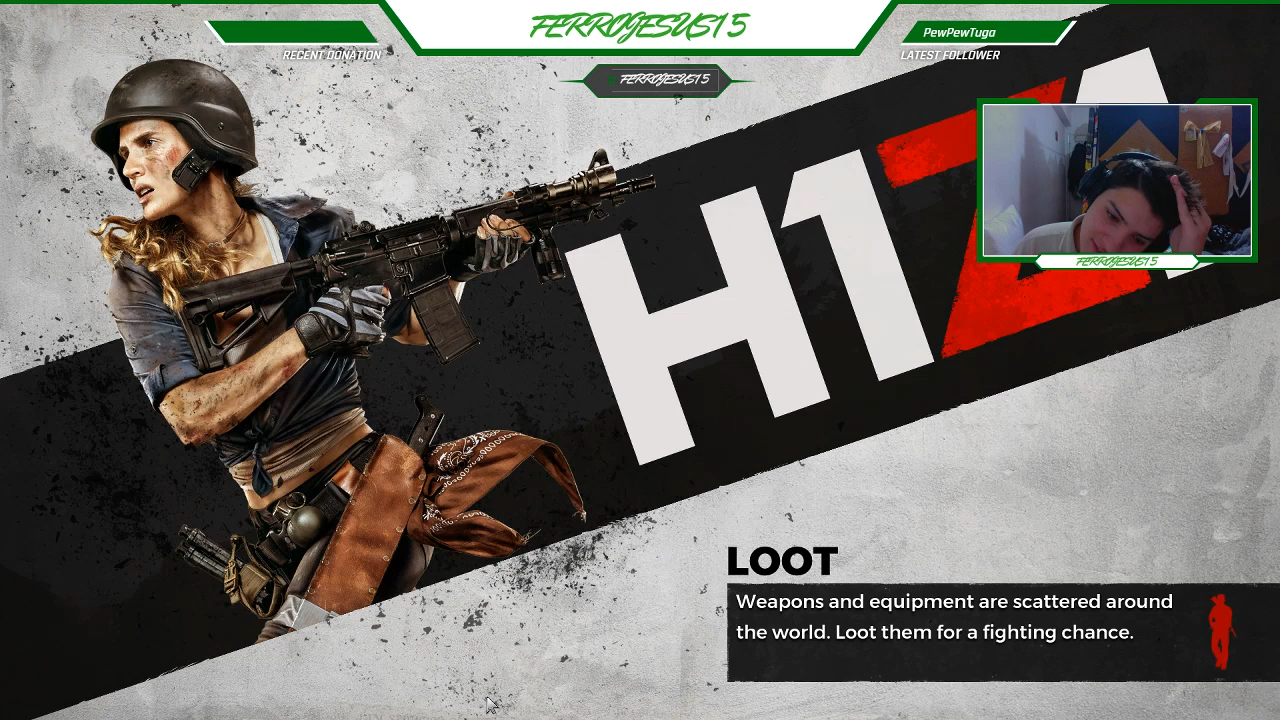 FERROJESUS15
PewPewTuga
RECENT DONATION
LATEST FOLLOWER
FERROJESUS15
H1Z
FERROJESUS15
LOOT
Weapons and equipment are scattered around
the world. Loot them for a fighting chance.